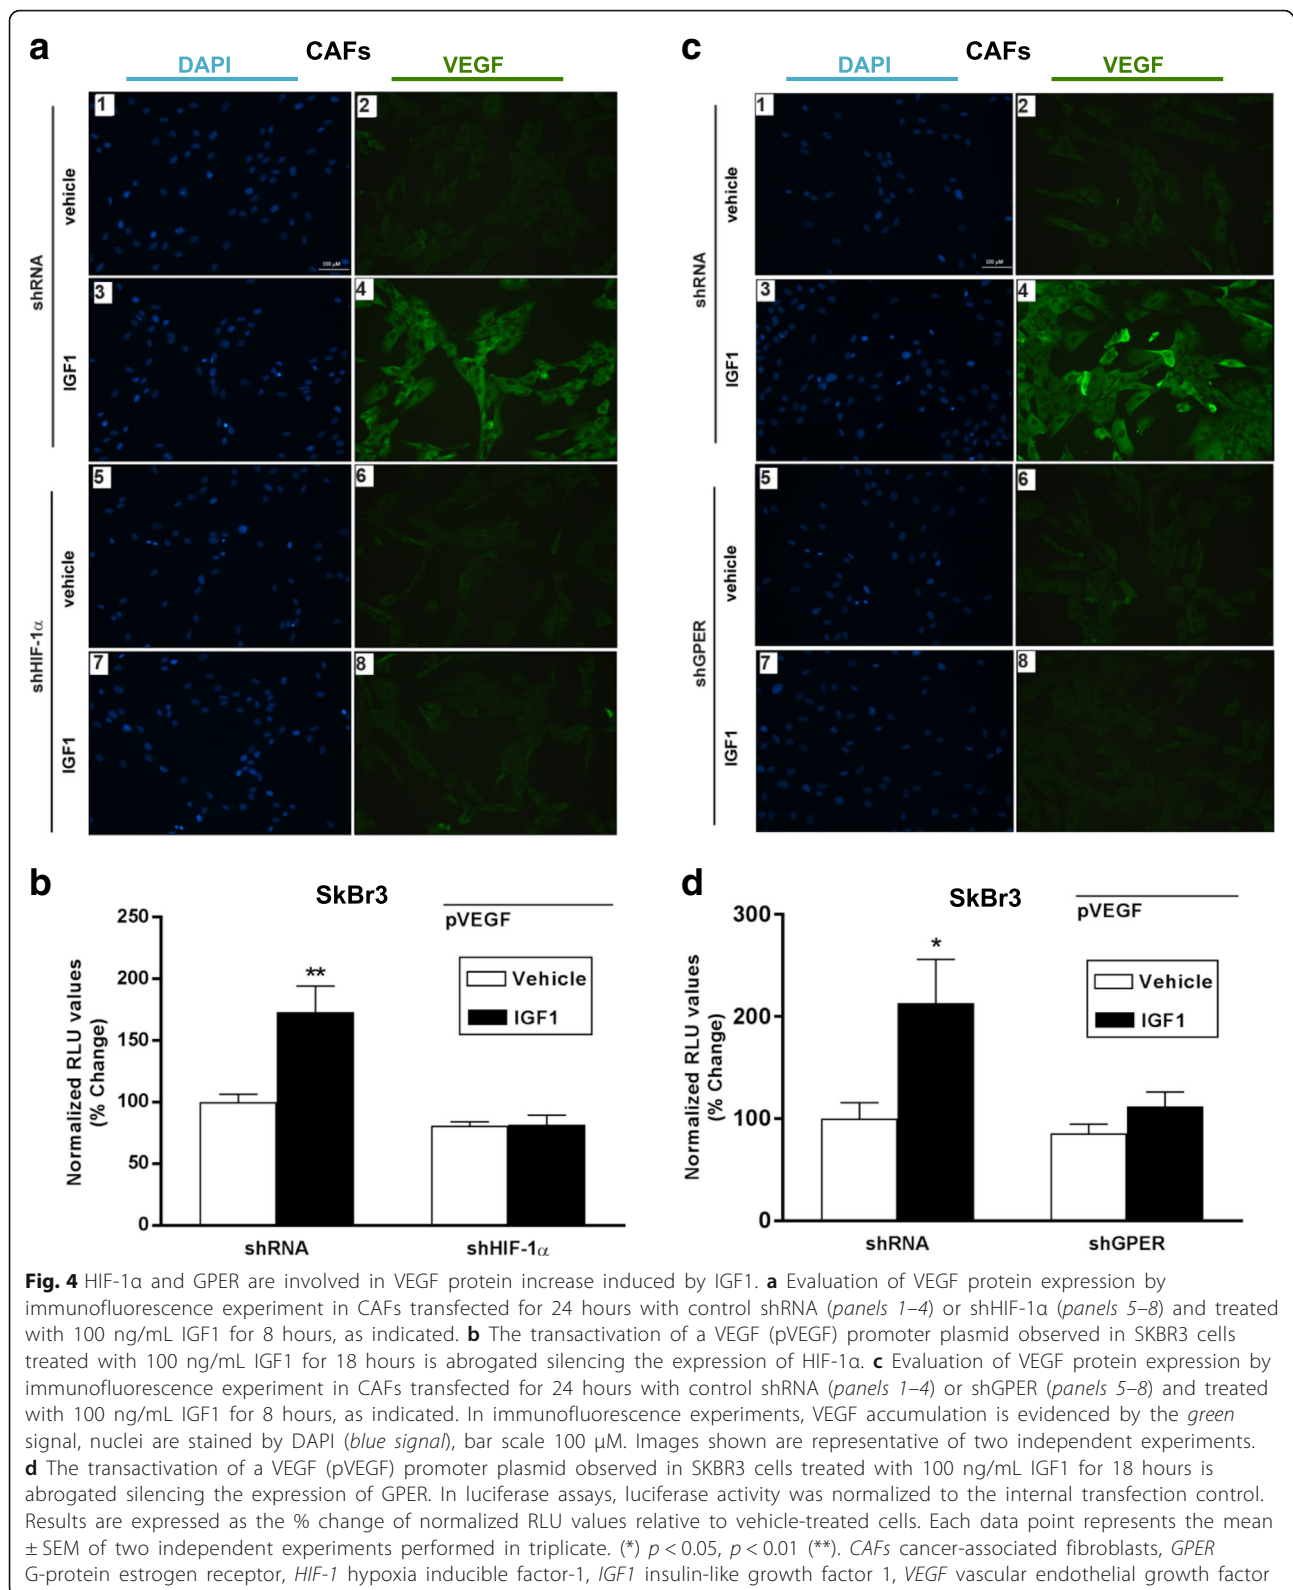 a
CAFs
DAPI
VEGF
shRNA
vehicle
IGF1
shHIF-1α
vehicle
IGF1
1
2
100 µM
3
4
5
6
7
8
c
CAFs
DAPI
VEGF
shRNA
vehicle
IGF1
shGPER
vehicle
IGF1
1
2
100 µM
3
4
5
6
7
8
b
SkBr3
pVEGF
Vehicle
IGF1
**
Normalized RLU values
(% Change)
250
200
150
100
50
0
shRNA
shHIF-1α
d
SkBr3
pVEGF
Vehicle
IGF1
*
Normalized RLU values
(% Change)
300
200
100
0
shRNA
shGPER
Fig. 4 HIF-1α and GPER are involved in VEGF protein increase induced by IGF1. a Evaluation of VEGF protein expression by
immunofluorescence experiment in CAFs transfected for 24 hours with control shRNA (panels 1–4) or shHIF-1α (panels 5–8) and treated
with 100 ng/mL IGF1 for 8 hours, as indicated. b The transactivation of a VEGF (pVEGF) promoter plasmid observed in SKBR3 cells
treated with 100 ng/mL IGF1 for 18 hours is abrogated silencing the expression of HIF-1α. c Evaluation of VEGF protein expression by
immunofluorescence experiment in CAFs transfected for 24 hours with control shRNA (panels 1–4) or shGPER (panels 5–8) and treated
with 100 ng/mL IGF1 for 8 hours, as indicated. In immunofluorescence experiments, VEGF accumulation is evidenced by the green
signal, nuclei are stained by DAPI (blue signal), bar scale 100 µM. Images shown are representative of two independent experiments.
d The transactivation of a VEGF (pVEGF) promoter plasmid observed in SKBR3 cells treated with 100 ng/mL IGF1 for 18 hours is
abrogated silencing the expression of GPER. In luciferase assays, luciferase activity was normalized to the internal transfection control.
Results are expressed as the % change of normalized RLU values relative to vehicle-treated cells. Each data point represents the mean
± SEM of two independent experiments performed in triplicate. (*) p < 0.05, p < 0.01 (**). CAFs cancer-associated fibroblasts, GPER
G-protein estrogen receptor, HIF-1 hypoxia inducible factor-1, IGF1 insulin-like growth factor 1, VEGF vascular endothelial growth factor